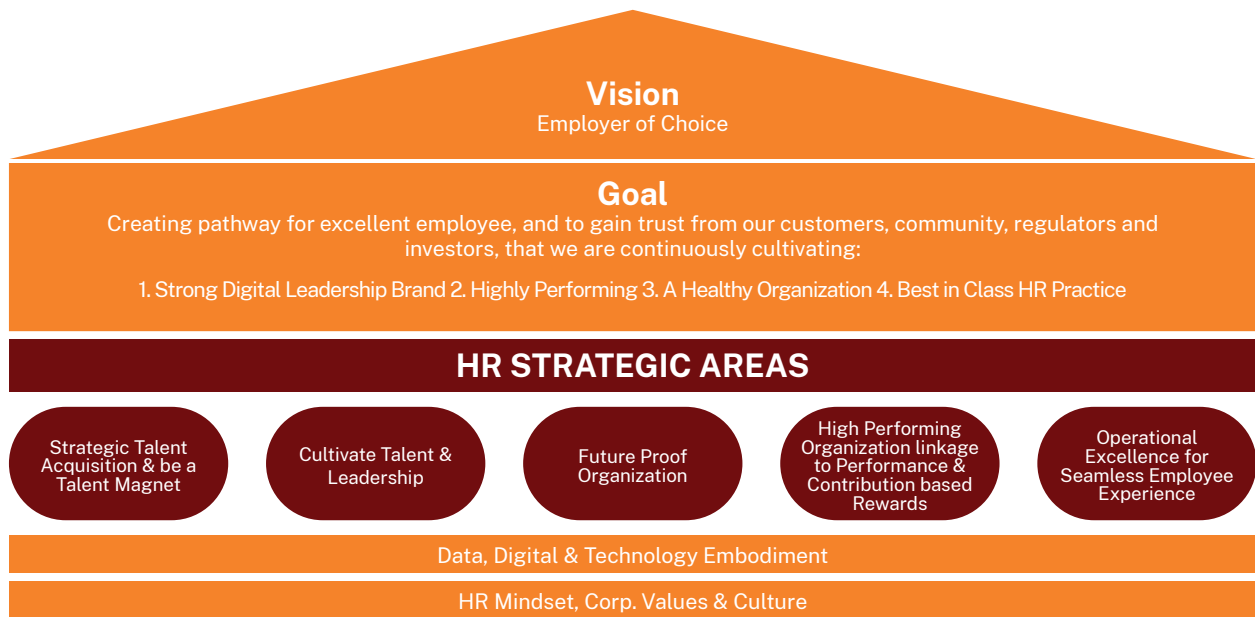 Vision
Employer of Choice
Goal
Creating pathway for excellent employee, and to gain trust from our customers, community, regulators and
investors, that we are continuously cultivating:
1. Strong Digital Leadership Brand 2. Highly Performing 3. A Healthy Organization 4. Best in Class HR Practice
HR STRATEGIC AREAS
Strategic Talent
Acquisition & be a
Talent Magnet
Cultivate Talent &
Leadership
Future Proof
Organization
High Performing
Organization linkage
to Performance &
Contribution based
Rewards
Operational
Excellence for
Seamless Employee
Experience
Data, Digital & Technology Embodiment
HR Mindset, Corp. Values & Culture